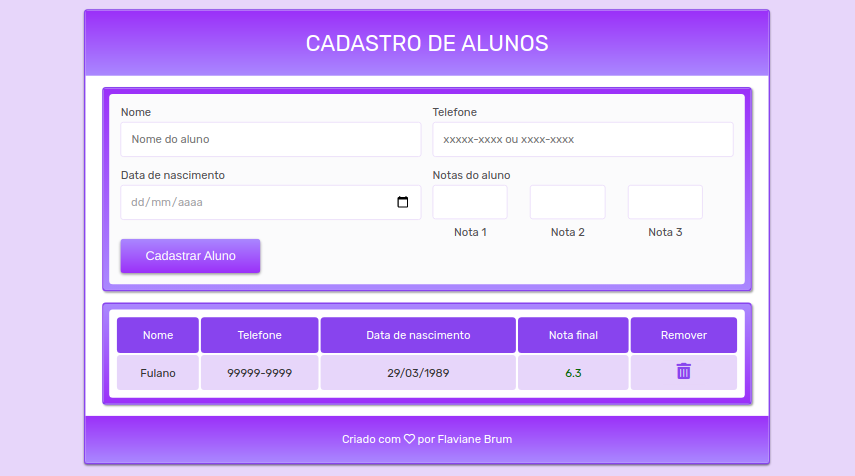 CADASTRO DE ALUNOS
Nome Telefone
Nome do aluno xxxxx-xxxx ou xxxx-xxxx
Data de nascimento Notas do aluno
dd/mm/aaaa
Nota 1 Nota 2 Nota 3
Cadastrar Aluno
Nome Telefone Data de nascimento Nota final Remover
Fulano 99999-9999 29/03/1989 6.3
Criado com ♡ por Flaviane Brum